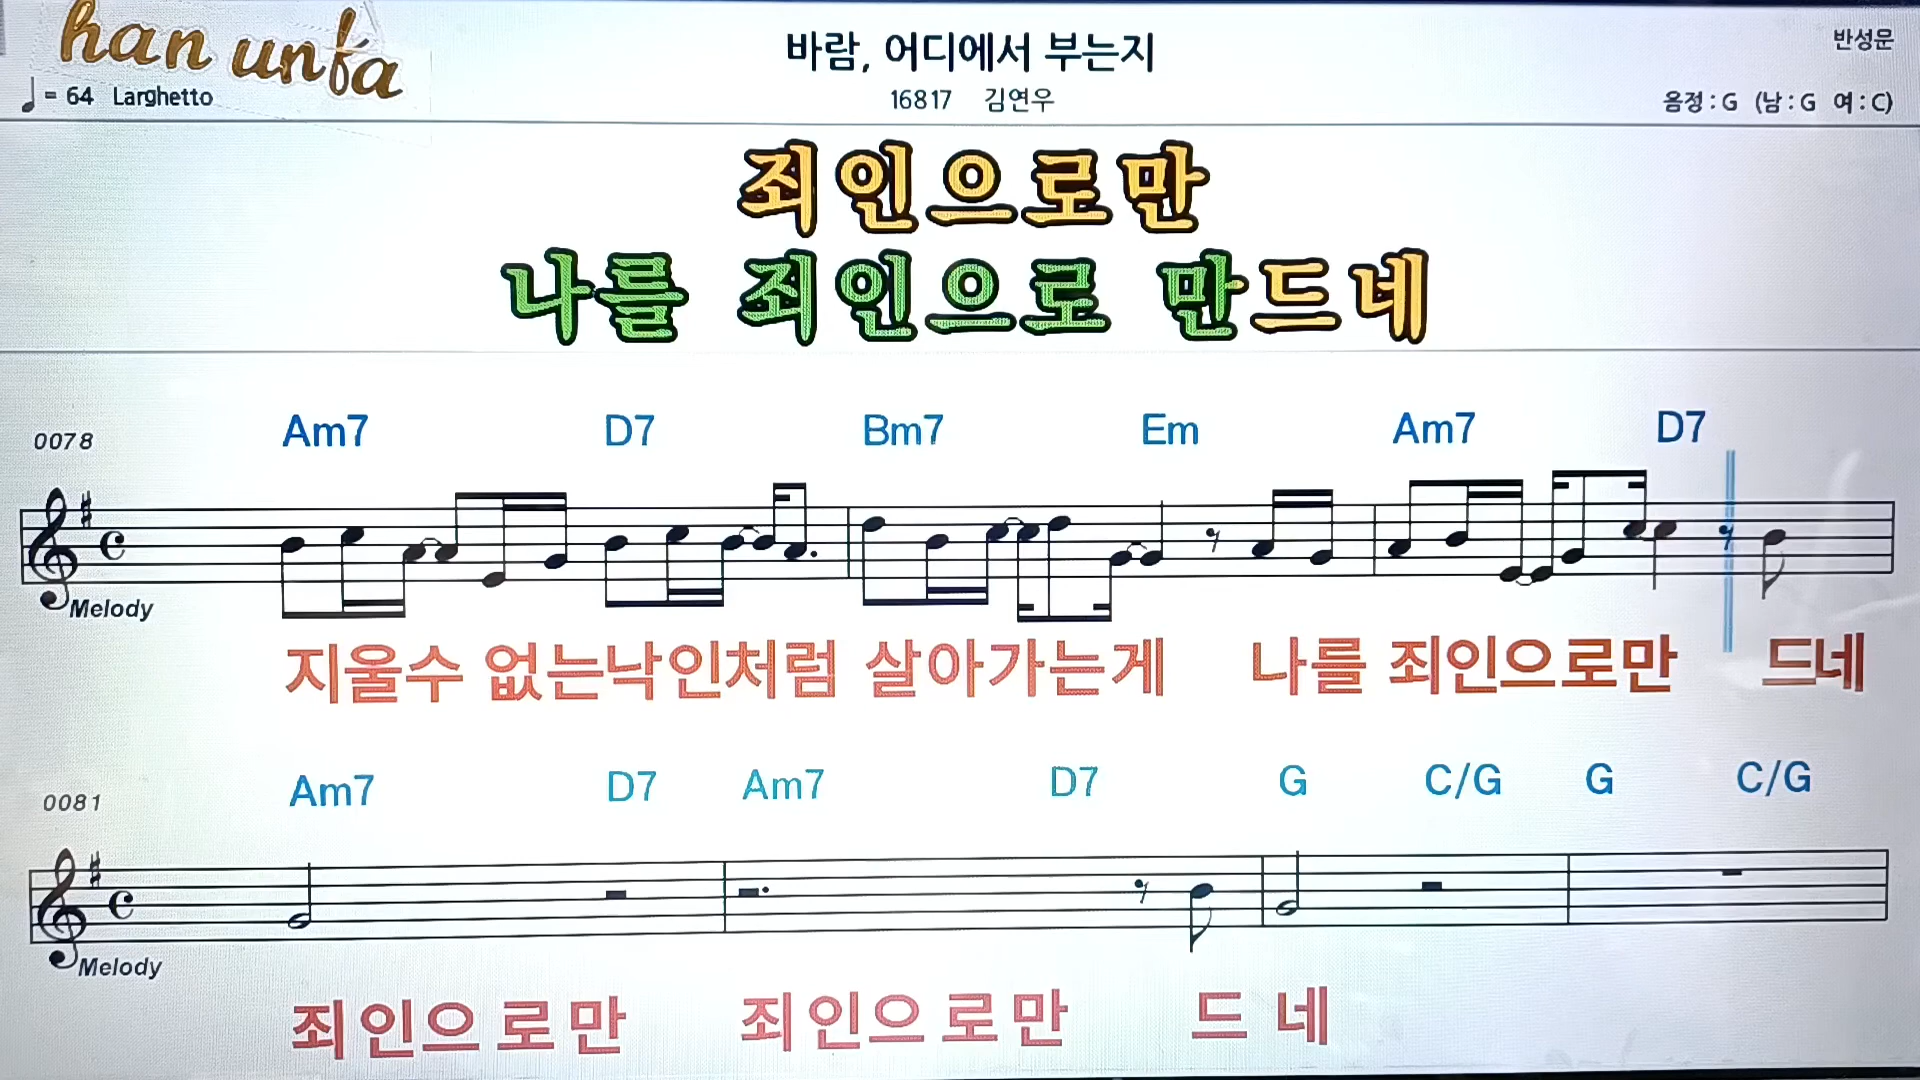 han unfa
바람, 어디에서 부는지
반성문
♩ = 64 Larghetto
16817 김연우
음정 : G (남 : G 여 : C)
죄인으로만
나를 죄인으로 만드네
0078 Am7 D7 Bm7 Em Am7 D7
Melody
지울수 없는낙인처럼 살아가는게 나를 죄인으로만 드네
0081 Am7 D7 Am7 D7 G C/G G C/G
Melody
죄인으로만 죄인으로만 드네